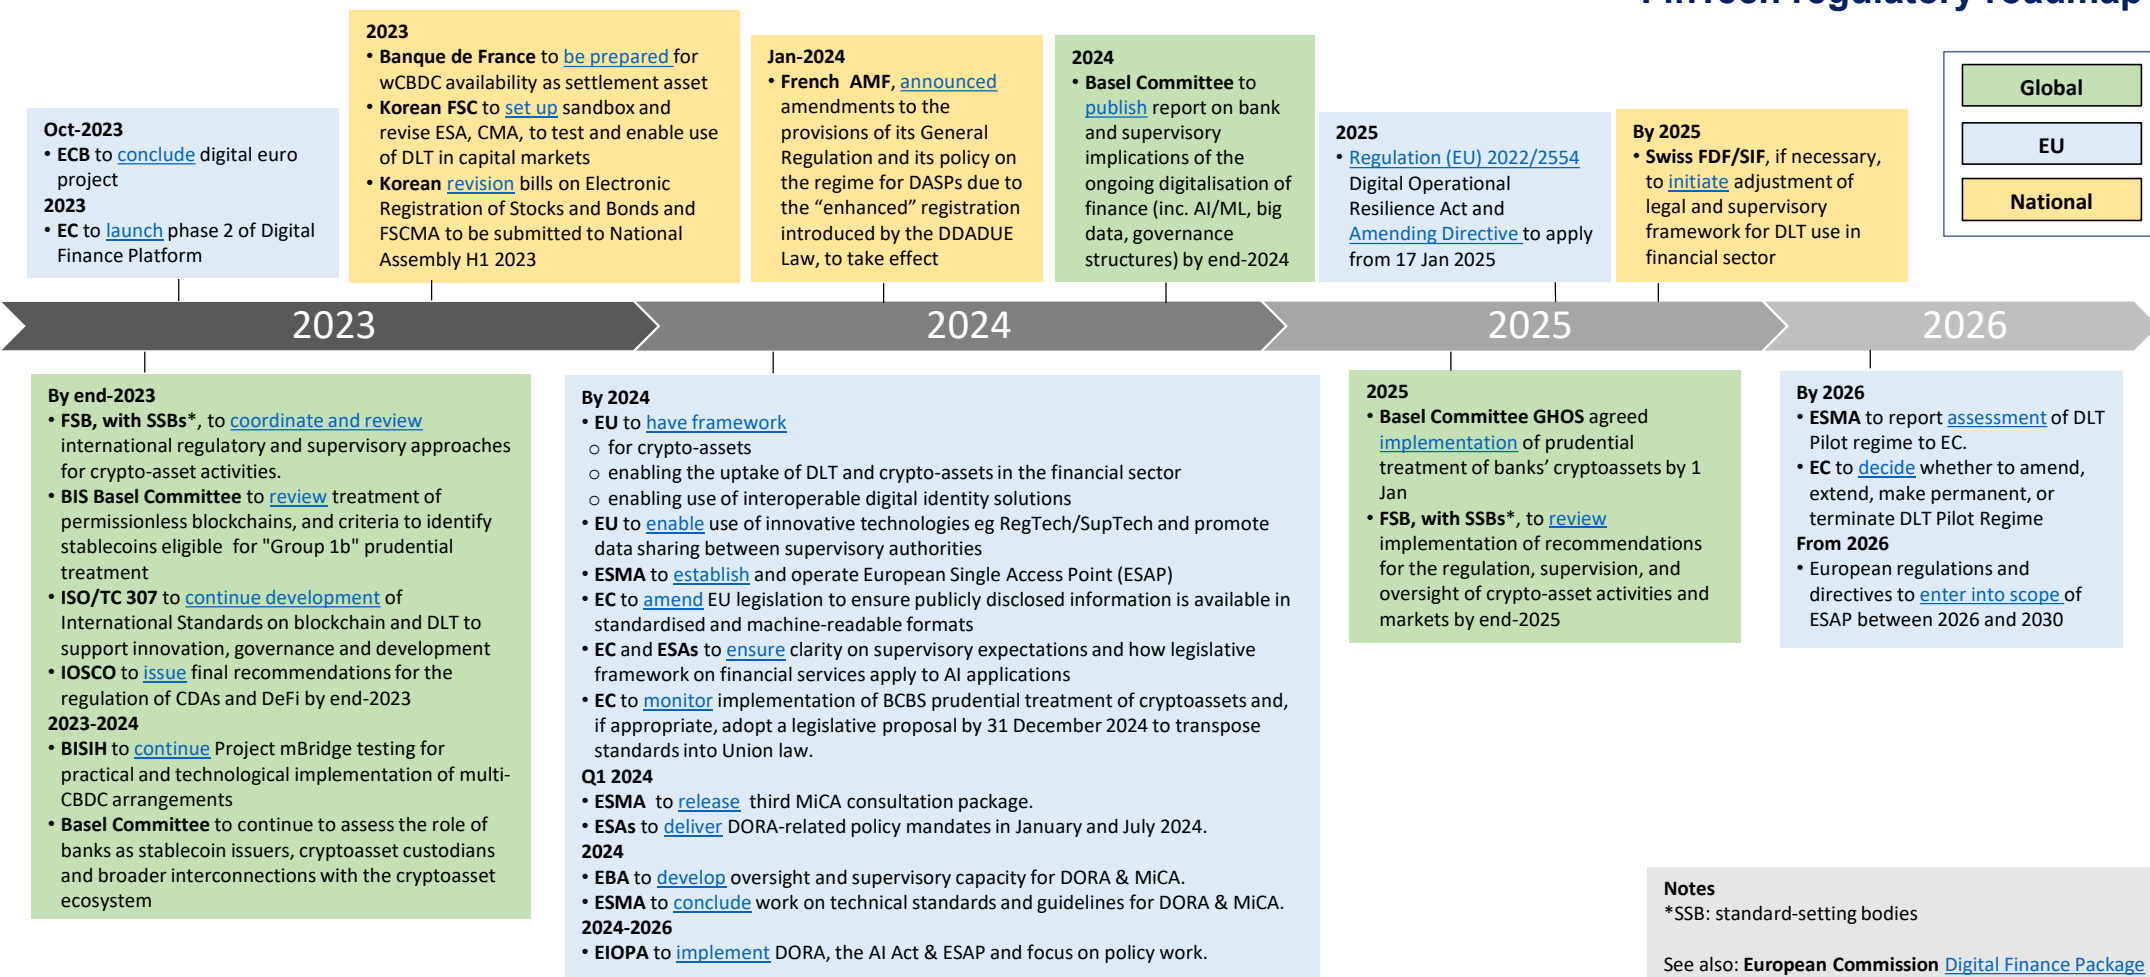 FinTech regulatory roadmap
2023
• Banque de France to be prepared for
wCBDC availability as settlement asset
• Korean FSC to set up sandbox and
revise ESA, CMA, to test and enable use
of DLT in capital markets
• Korean revision bills on Electronic
Registration of Stocks and Bonds and
FSCMA to be submitted to National
Assembly H1 2023
Jan-2024
• French AMF, announced
amendments to the
provisions of its General
Regulation and its policy on
the regime for DASPs due to
the “enhanced” registration
introduced by the DDADUE
Law, to take effect
2024
• Basel Committee to
publish report on bank
and supervisory
implications of the
ongoing digitalisation of
finance (inc. AI/ML, big
data, governance
structures) by end-2024
Oct-2023
• ECB to conclude digital euro
project
2023
• EC to launch phase 2 of Digital
Finance Platform
2025
• Regulation (EU) 2022/2554
Digital Operational
Resilience Act and
Amending Directive to apply
from 17 Jan 2025
By 2025
• Swiss FDF/SIF, if necessary,
to initiate adjustment of
legal and supervisory
framework for DLT use in
financial sector
Global
EU
National
2023
2024
2025
2026
By end-2023
• FSB, with SSBs*, to coordinate and review
international regulatory and supervisory approaches
for crypto-asset activities.
• BIS Basel Committee to review treatment of
permissionless blockchains, and criteria to identify
stablecoins eligible for "Group 1b" prudential
treatment
• ISO/TC 307 to continue development of
International Standards on blockchain and DLT to
support innovation, governance and development
• IOSCO to issue final recommendations for the
regulation of CDAs and DeFi by end-2023
2023-2024
• BISIH to continue Project mBridge testing for
practical and technological implementation of multi-
CBDC arrangements
• Basel Committee to continue to assess the role of
banks as stablecoin issuers, cryptoasset custodians
and broader interconnections with the cryptoasset
ecosystem
By 2024
• EU to have framework
o for crypto-assets
o enabling the uptake of DLT and crypto-assets in the financial sector
o enabling use of interoperable digital identity solutions
• EU to enable use of innovative technologies eg RegTech/SupTech and promote
data sharing between supervisory authorities
• ESMA to establish and operate European Single Access Point (ESAP)
• EC to amend EU legislation to ensure publicly disclosed information is available in
standardised and machine-readable formats
• EC and ESAs to ensure clarity on supervisory expectations and how legislative
framework on financial services apply to AI applications
• EC to monitor implementation of BCBS prudential treatment of cryptoassets and,
if appropriate, adopt a legislative proposal by 31 December 2024 to transpose
standards into Union law.
Q1 2024
• ESMA to release third MiCA consultation package.
• ESAs to deliver DORA-related policy mandates in January and July 2024.
2024
• EBA to develop oversight and supervisory capacity for DORA & MiCA.
• ESMA to conclude work on technical standards and guidelines for DORA & MiCA.
2024-2026
• EIOPA to implement DORA, the AI Act & ESAP and focus on policy work.
2025
• Basel Committee GHOS agreed
implementation of prudential
treatment of banks’ cryptoassets by 1
Jan
• FSB, with SSBs*, to review
implementation of recommendations
for the regulation, supervision, and
oversight of crypto-asset activities and
markets by end-2025
By 2026
• ESMA to report assessment of DLT
Pilot regime to EC.
• EC to decide whether to amend,
extend, make permanent, or
terminate DLT Pilot Regime
From 2026
• European regulations and
directives to enter into scope of
ESAP between 2026 and 2030
Notes
*SSB: standard-setting bodies
See also: European Commission Digital Finance Package